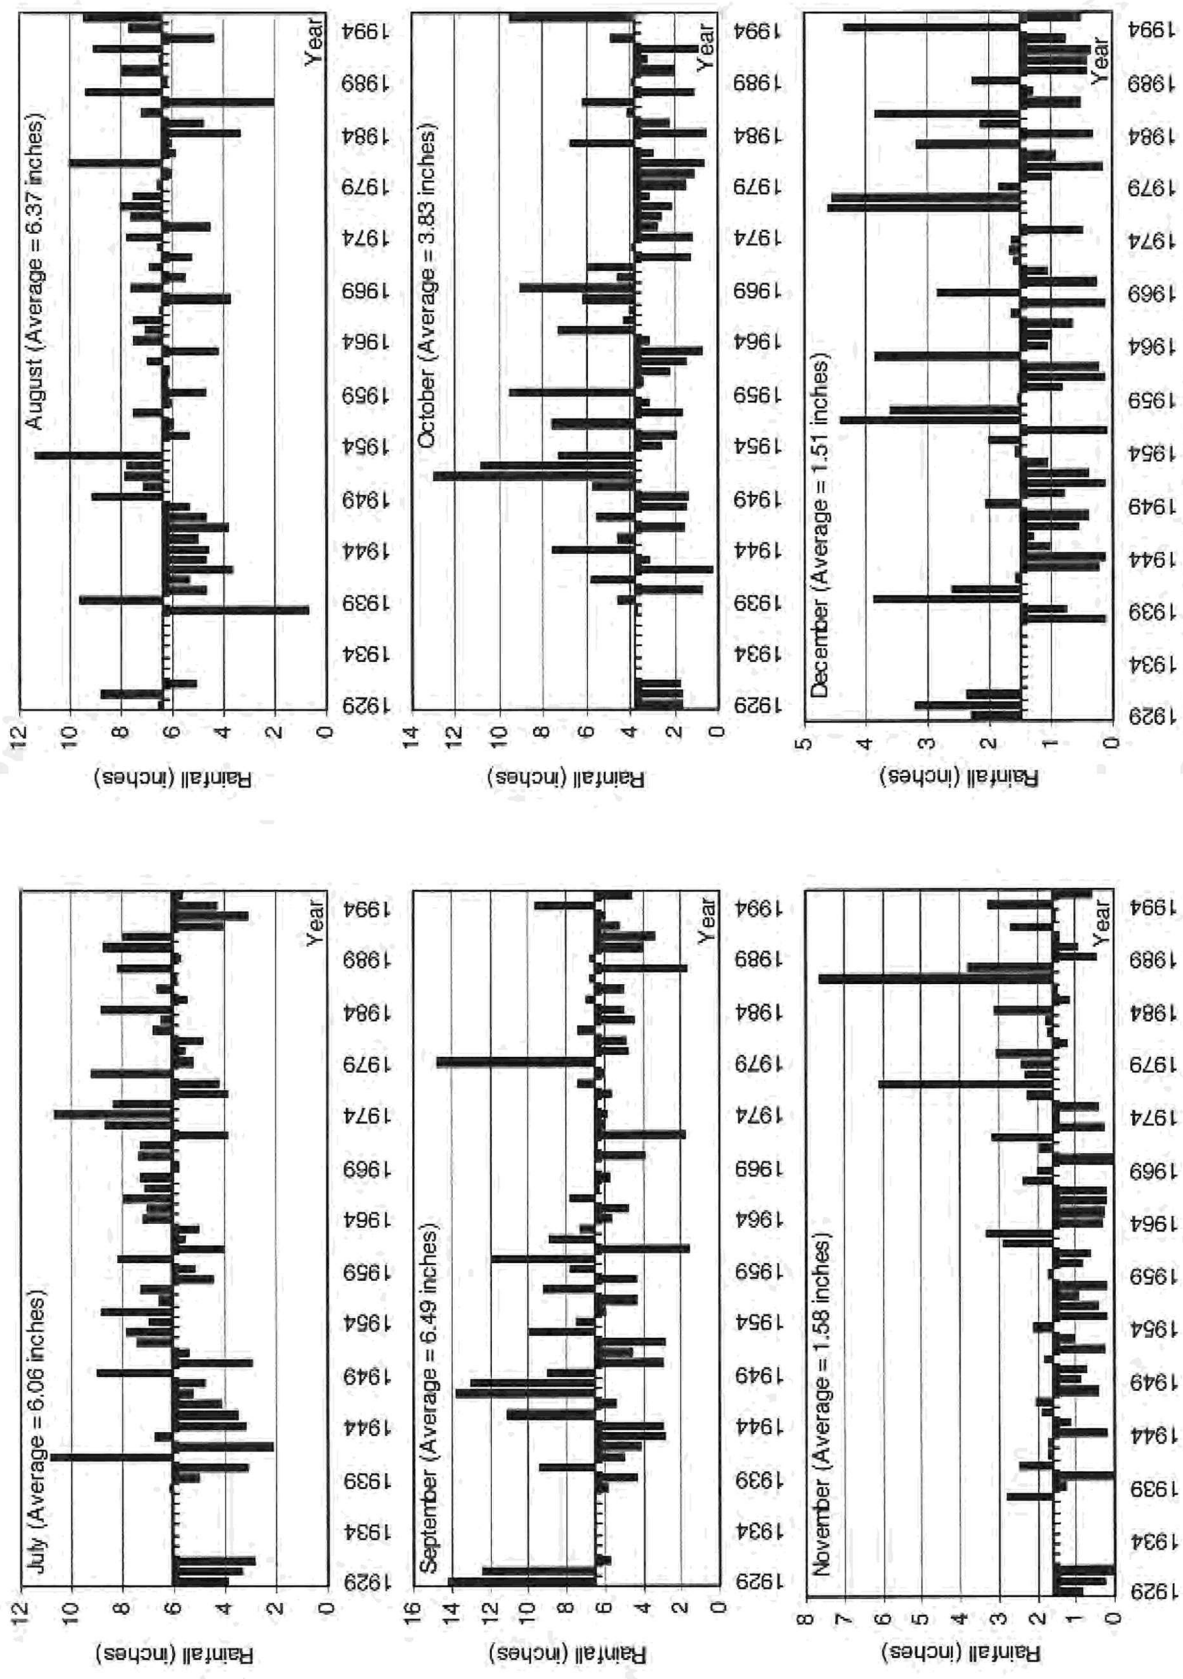 July (Average = 6.06 inches)
Rainfall (inches)
12
10
8
6
4
2
0
1929 1934 1939 1944 1949 1954 1959 1964 1969 1974 1979 1984 1989 1994
Year
August (Average = 6.37 inches)
Rainfall (inches)
12
10
8
6
4
2
0
1929 1934 1939 1944 1949 1954 1959 1964 1969 1974 1979 1984 1989 1994
Year
September (Average = 6.49 inches)
Rainfall (inches)
16
14
12
10
8
6
4
2
0
1929 1934 1939 1944 1949 1954 1959 1964 1969 1974 1979 1984 1989 1994
Year
October (Average = 3.83 inches)
Rainfall (inches)
14
12
10
8
6
4
2
0
1929 1934 1939 1944 1949 1954 1959 1964 1969 1974 1979 1984 1989 1994
Year
November (Average = 1.58 inches)
Rainfall (inches)
8
7
6
5
4
3
2
1
0
1929 1934 1939 1944 1949 1954 1959 1964 1969 1974 1979 1984 1989 1994
Year
December (Average = 1.51 inches)
Rainfall (inches)
5
4
3
2
1
0
1929 1934 1939 1944 1949 1954 1959 1964 1969 1974 1979 1984 1989 1994
Year